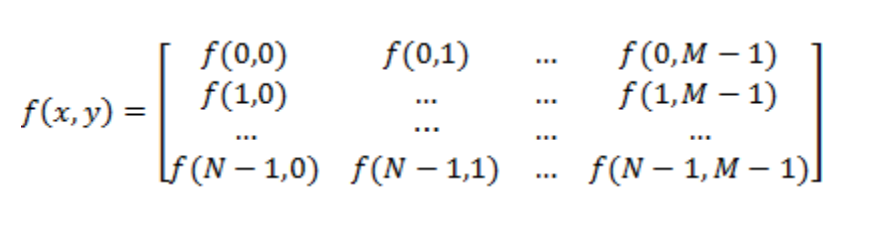 f(0,0) f(0,1) ... f(0,M − 1)
f(1,0) ... ... f(1,M − 1)
f(x,y) =
... ... ... ...
f(N − 1,0) f(N − 1,1) ... f(N − 1,M − 1)